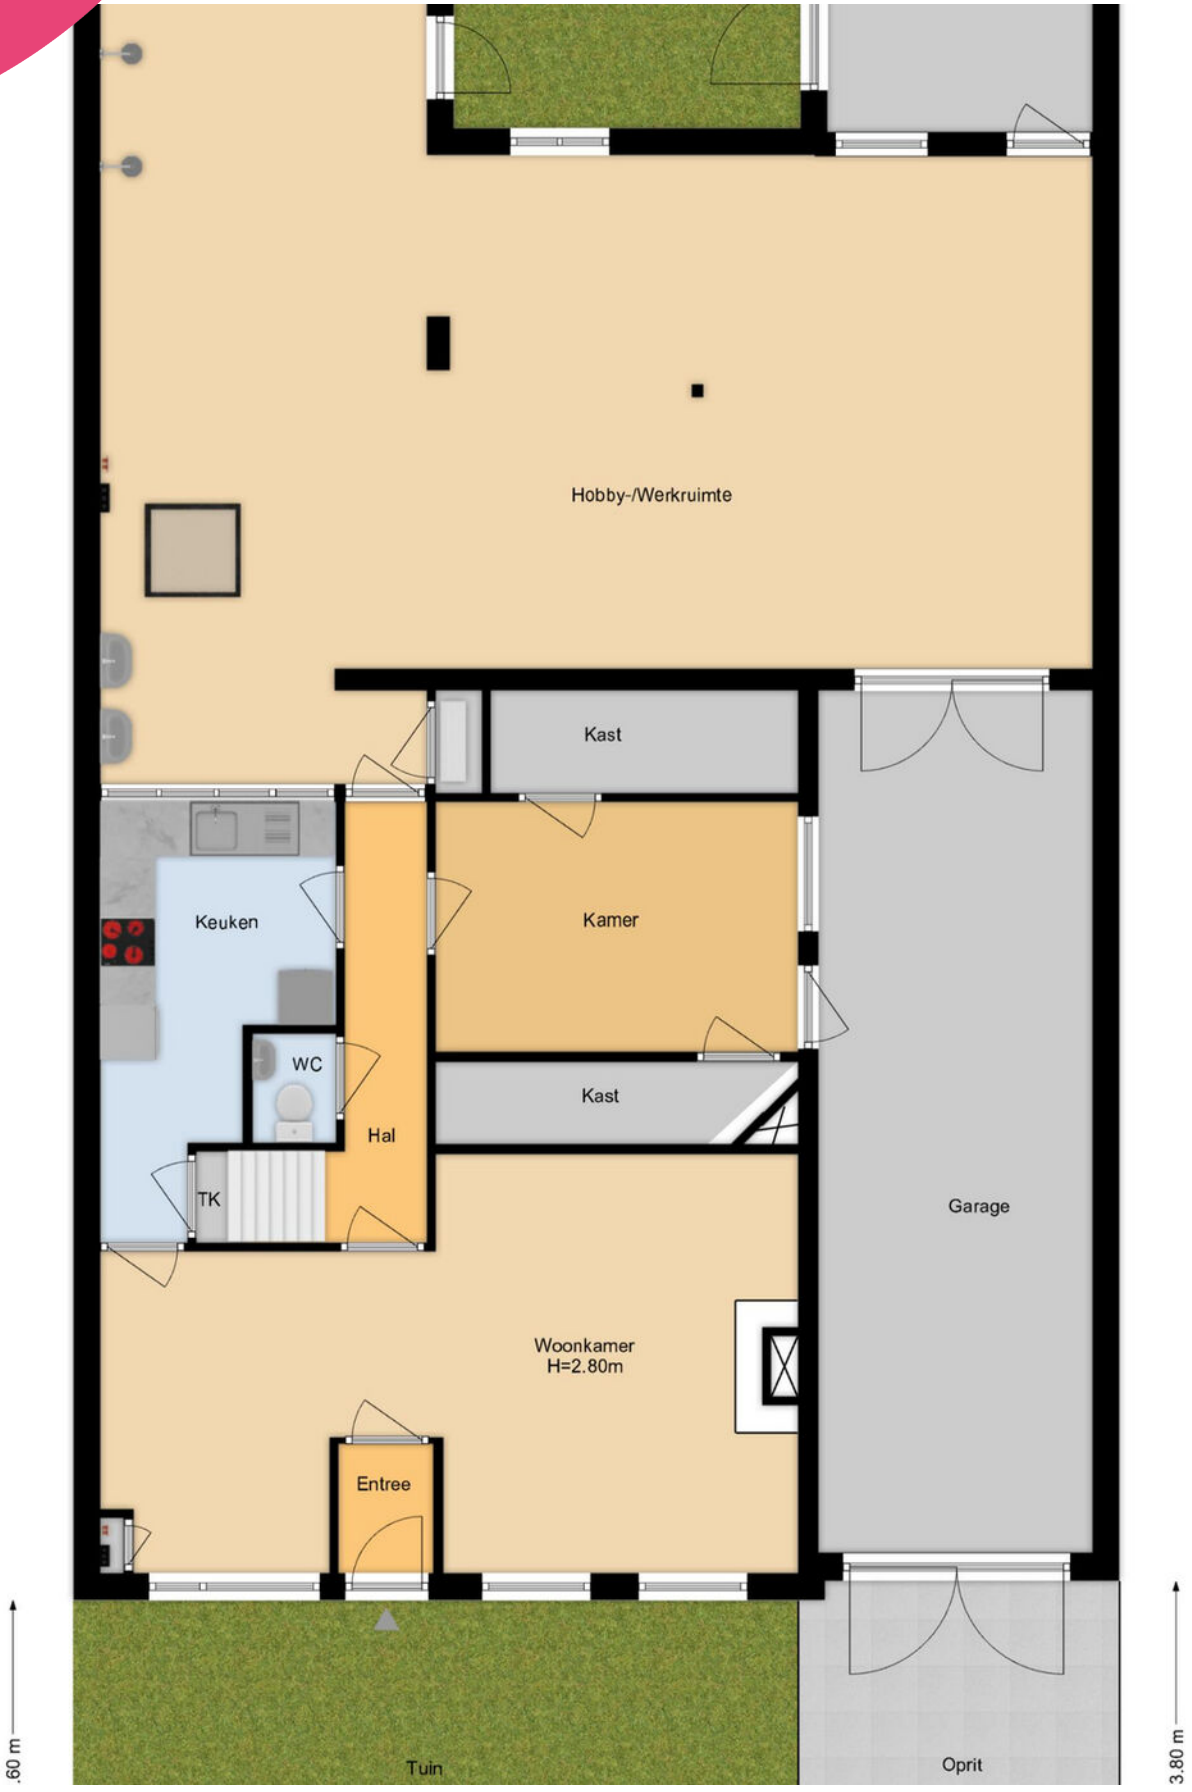 Hobby-/Werkruimte
Kast
Keuken
Kamer
WC
Kast
Hal
TK
Garage
Woonkamer
H=2.80m
Entree
.60 m
3.80 m
Tuin
Oprit